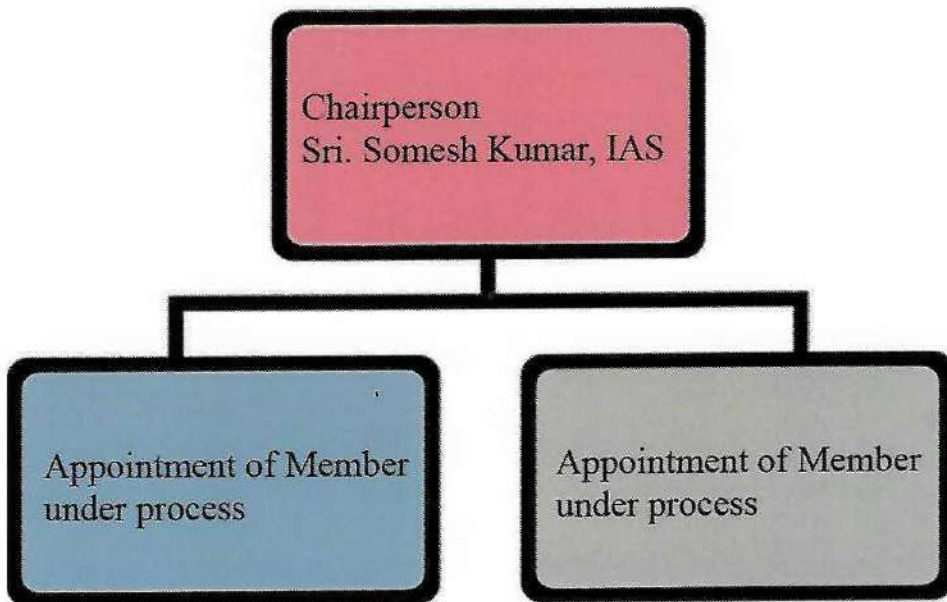 Chairperson
Sri. Somesh Kumar, IAS
Appointment of Member
under process
Appointment of Member
under process